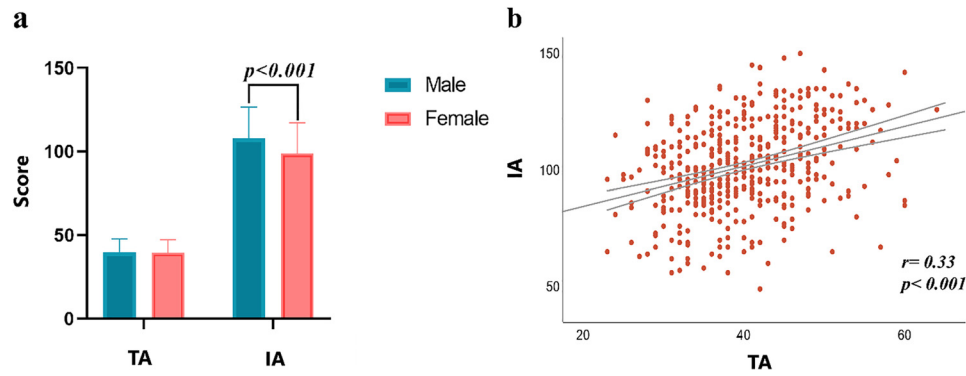 a
Score
150
100
50
0
p<0.001
TA
IA
Male
Female
b
IA
150
100
50
20
40
60
TA
r= 0.33
p< 0.001